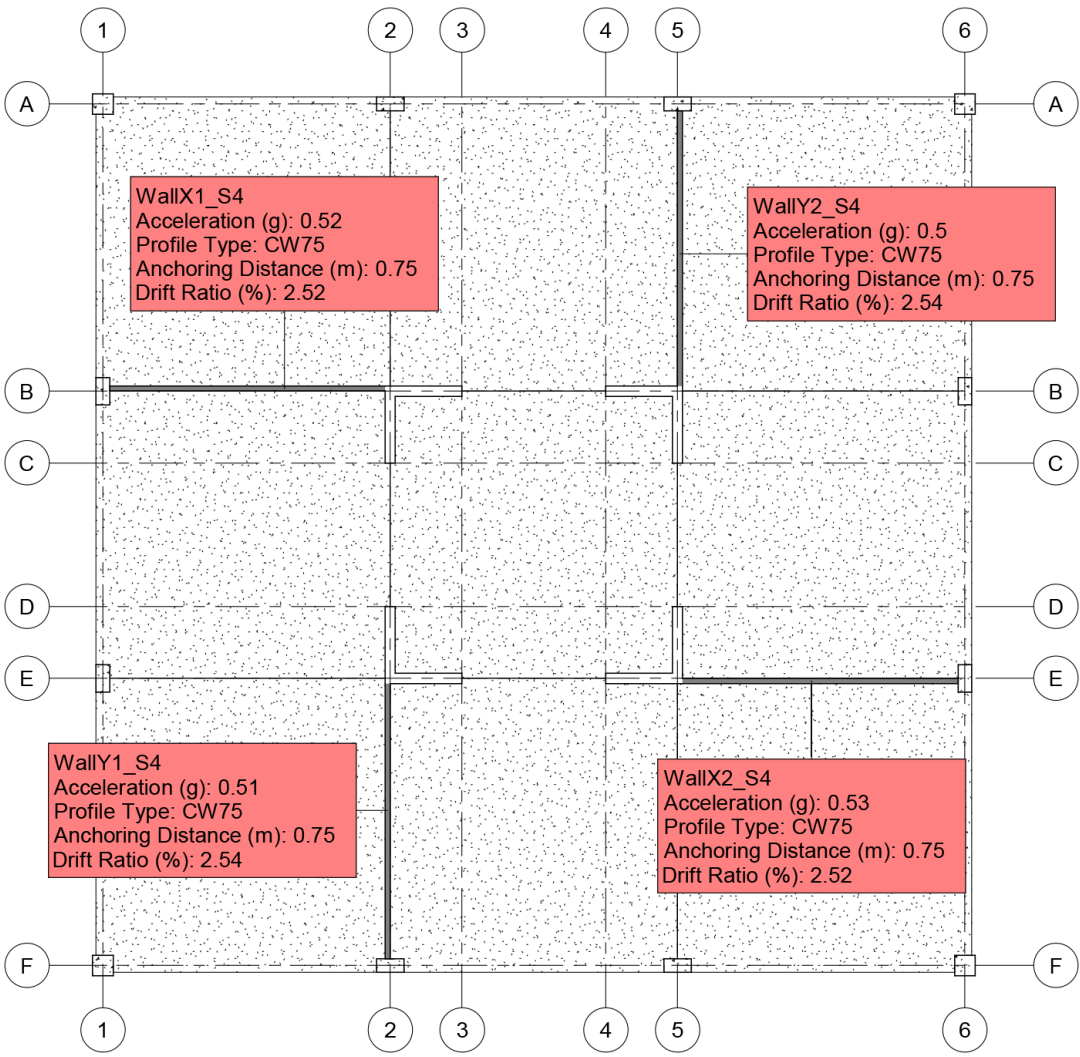 1 2 3 4 5 6
A A
WallX1_S4
Acceleration (g): 0.52
Profile Type: CW75
Anchoring Distance (m): 0.75
Drift Ratio (%): 2.52
WallY2_S4
Acceleration (g): 0.5
Profile Type: CW75
Anchoring Distance (m): 0.75
Drift Ratio (%): 2.54
B B
C C
D D
E E
WallY1_S4
Acceleration (g): 0.51
Profile Type: CW75
Anchoring Distance (m): 0.75
Drift Ratio (%): 2.54
WallX2_S4
Acceleration (g): 0.53
Profile Type: CW75
Anchoring Distance (m): 0.75
Drift Ratio (%): 2.52
F F
1 2 3 4 5 6